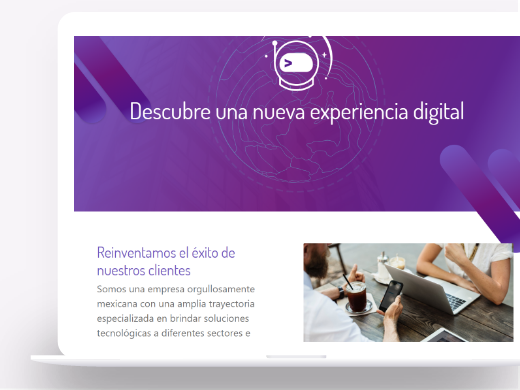 Descubre una nueva experiencia digital
Reinventamos el éxito de
nuestros clientes
Somos una empresa orgullosamente
mexicana con una amplia trayectoria
especializada en brindar soluciones
tecnológicas a diferentes sectores e